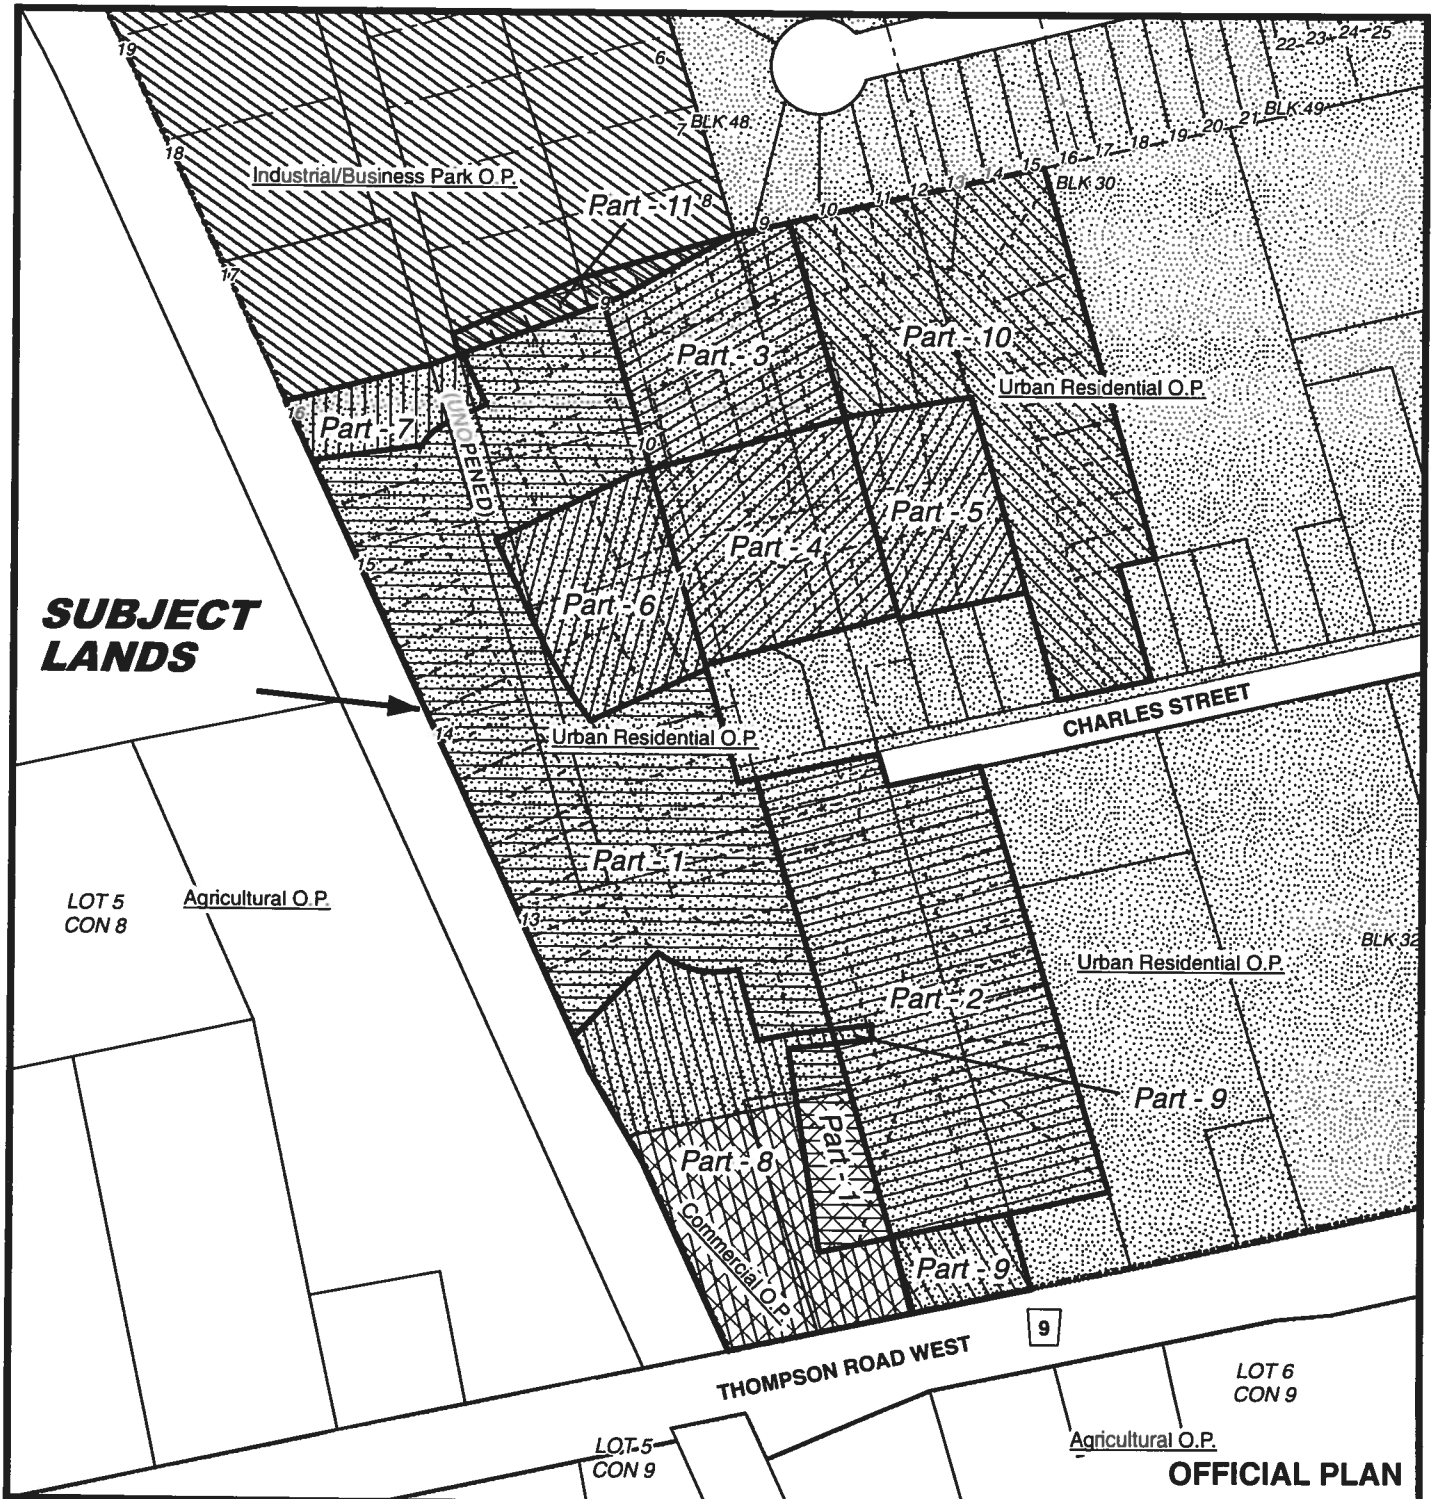 19
6
22 23 24 25
7 BLK 48
21 BLK 49
20
19
18
17
16
15
14
13
12
11
10
9
BLK 30
18
Industrial/Business Park O.P.
Part - 11
8
17
9
Part - 3
Part - 10
Urban Residential O.P.
16
Part - 7
(UNOPENED)
10
Part - 5
Part - 4
15
11
Part - 6
SUBJECT
LANDS
CHARLES STREET
14
Urban Residential O.P.
Part - 1
LOT 5
CON 8
Agricultural O.P.
13
BLK 32
Urban Residential O.P.
Part - 2
Part - 9
Part - 1
Part - 8
Commercial O.P.
Part - 9
9
THOMPSON ROAD WEST
LOT 6
CON 9
LOT 5
CON 9
Agricultural O.P.
OFFICIAL PLAN